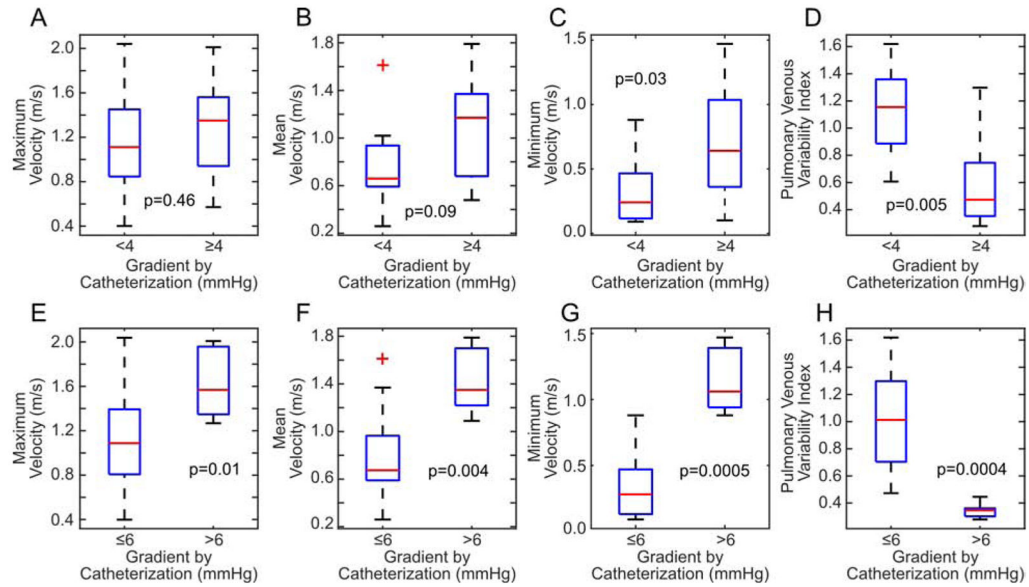 A
Maximum
Velocity (m/s)
2.0
1.6
1.2
0.8
0.4
p=0.46
<4
≥4
Gradient by
Catheterization (mmHg)
B
Mean
Velocity (m/s)
1.8
1.4
1.0
0.6
0.2
p=0.09
<4
≥4
Gradient by
Catheterization (mmHg)
C
Minimum
Velocity (m/s)
1.5
1.0
0.5
0.0
p=0.03
<4
≥4
Gradient by
Catheterization (mmHg)
D
Pulmonary Venous
Variability Index
1.6
1.4
1.2
1.0
0.8
0.6
0.4
p=0.005
<4
≥4
Gradient by
Catheterization (mmHg)
E
Maximum
Velocity (m/s)
2.0
1.6
1.2
0.8
0.4
p=0.01
≤6
>6
Gradient by
Catheterization (mmHg)
F
Mean
Velocity (m/s)
1.8
1.4
1.0
0.6
0.2
p=0.004
≤6
>6
Gradient by
Catheterization (mmHg)
G
Minimum
Velocity (m/s)
1.5
1.0
0.5
0.0
p=0.0005
≤6
>6
Gradient by
Catheterization (mmHg)
H
Pulmonary Venous
Variability Index
1.6
1.4
1.2
1.0
0.8
0.6
0.4
p=0.0004
≤6
>6
Gradient by
Catheterization (mmHg)